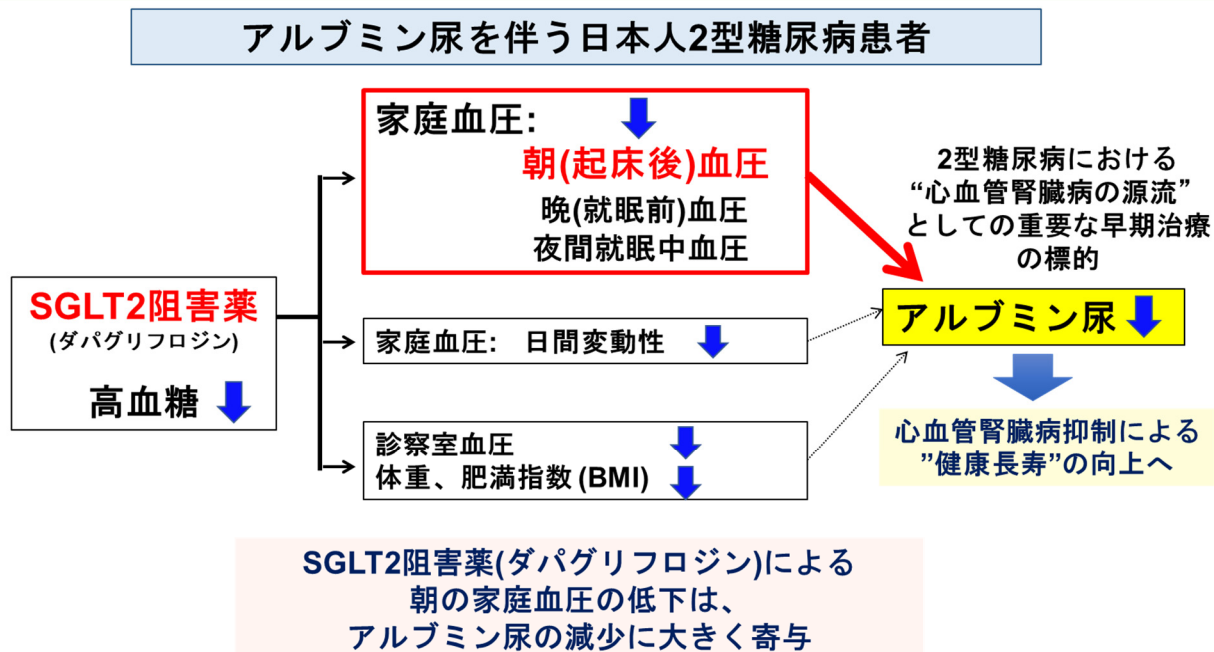 アルブミン尿を伴う日本人2型糖尿病患者
家庭血圧:
朝(起床後)血圧
晩(就眠前)血圧
夜間就眠中血圧
2型糖尿病における
“心血管腎臓病の源流”
としての重要な早期治療
の標的
SGLT2阻害薬
(ダパグリフロジン)
高血糖
家庭血圧: 日間変動性
アルブミン尿
診察室血圧
体重、肥満指数(BMI)
心血管腎臓病抑制による
”健康長寿”の向上へ
SGLT2阻害薬(ダパグリフロジン)による
朝の家庭血圧の低下は、
アルブミン尿の減少に大きく寄与